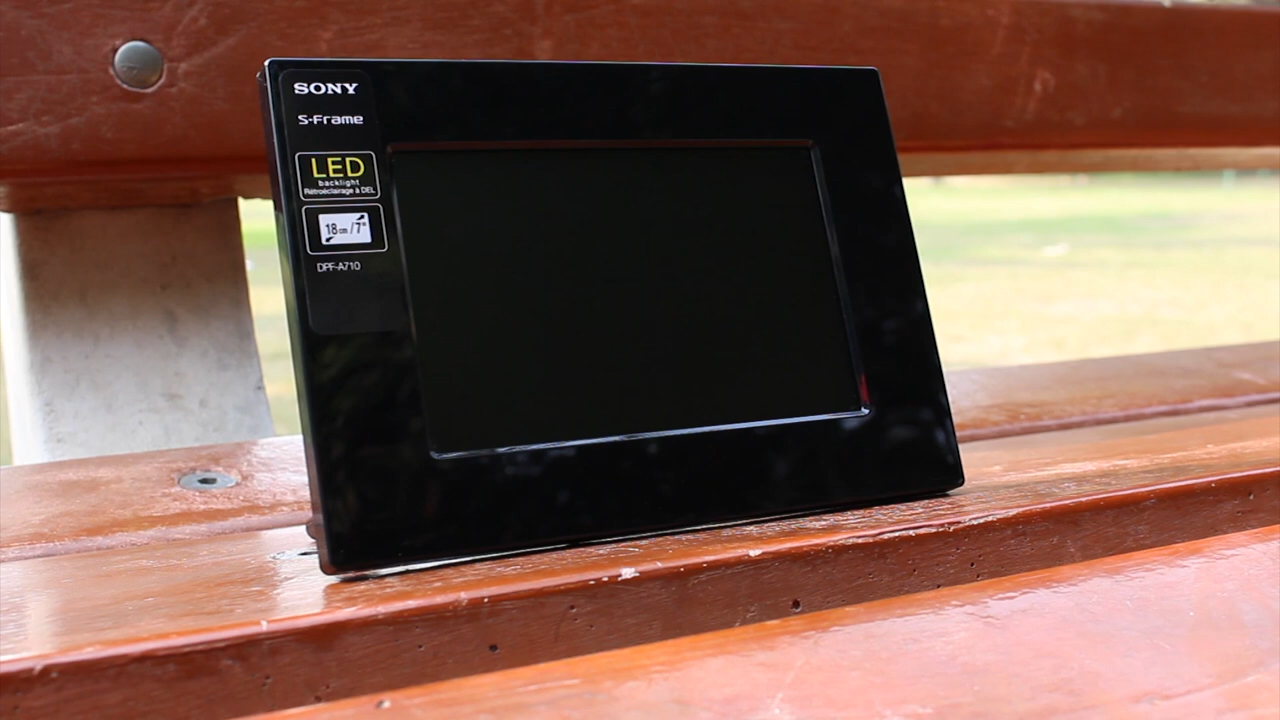 SONY
S-Frame
LED
backlight
Rétroéclairage à DEL
18cm/7"
DPF-A710